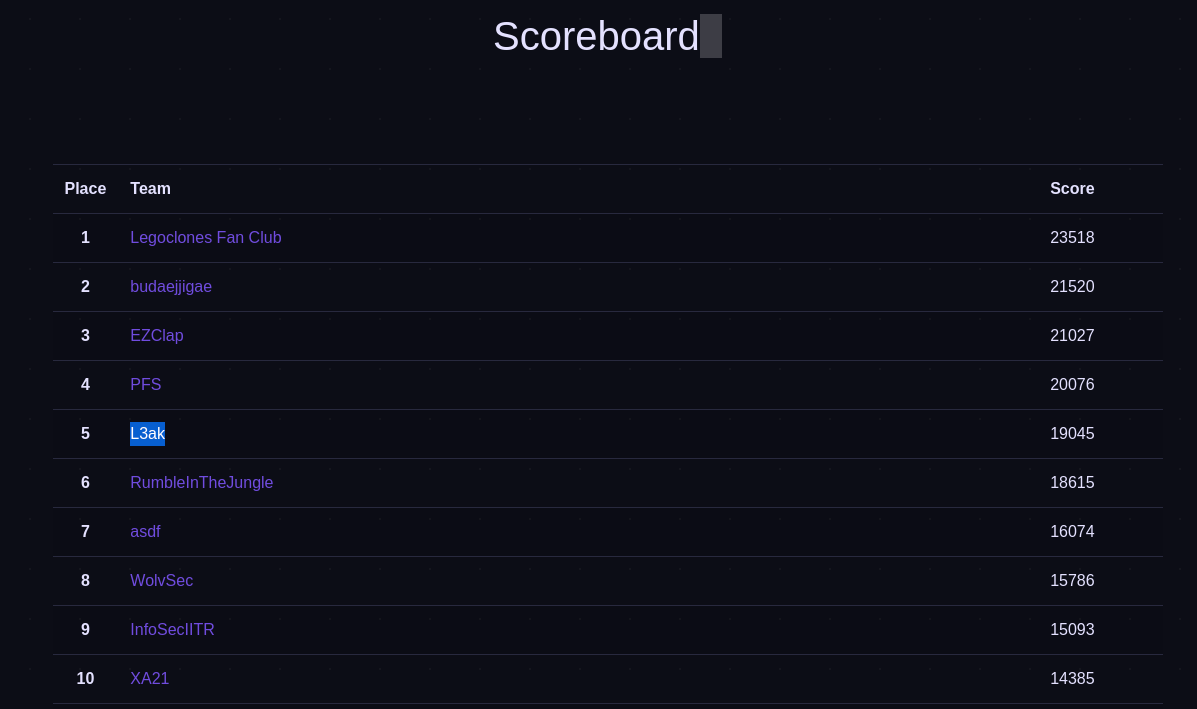 Scoreboard
Place Team Score
1 Legoclones Fan Club 23518
2 budaejjigae 21520
3 EZClap 21027
4 PFS 20076
5 L3ak 19045
6 RumbleInTheJungle 18615
7 asdf 16074
8 WolvSec 15786
9 InfoSecIITR 15093
10 XA21 14385